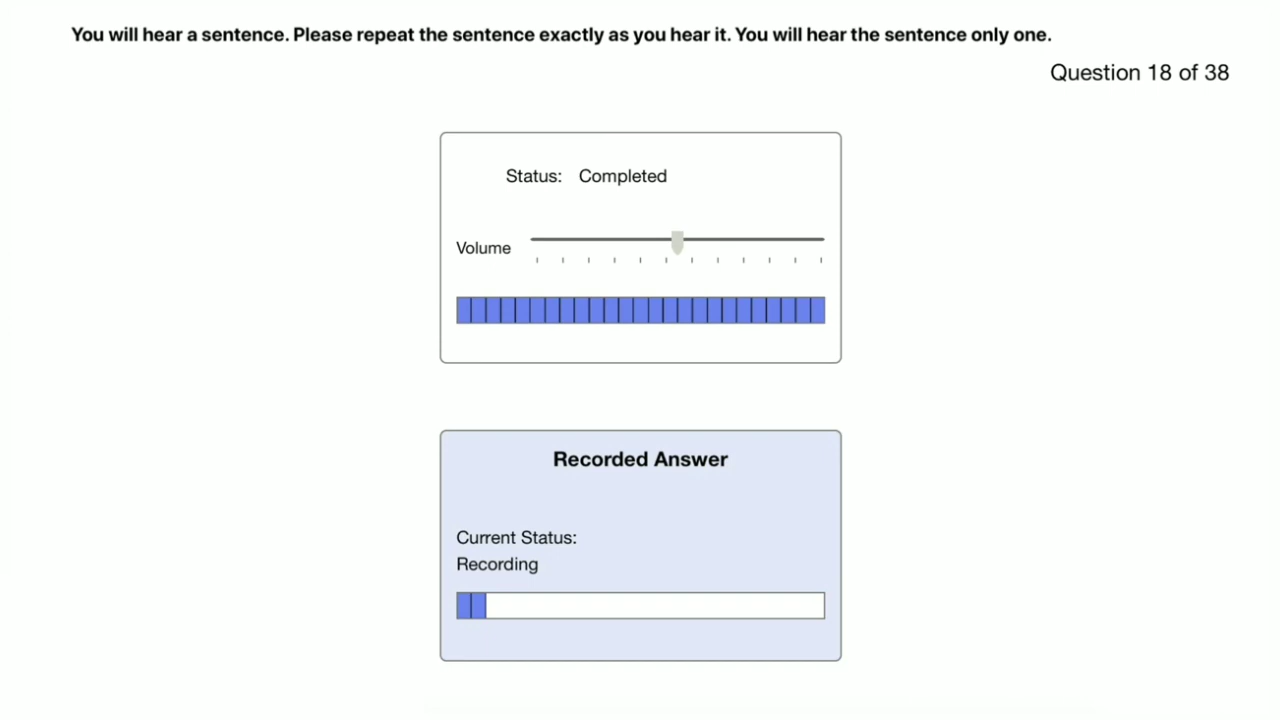 You will hear a sentence. Please repeat the sentence exactly as you hear it. You will hear the sentence only one.
Question 18 of 38
Status: Completed
Volume
Recorded Answer
Current Status:
Recording